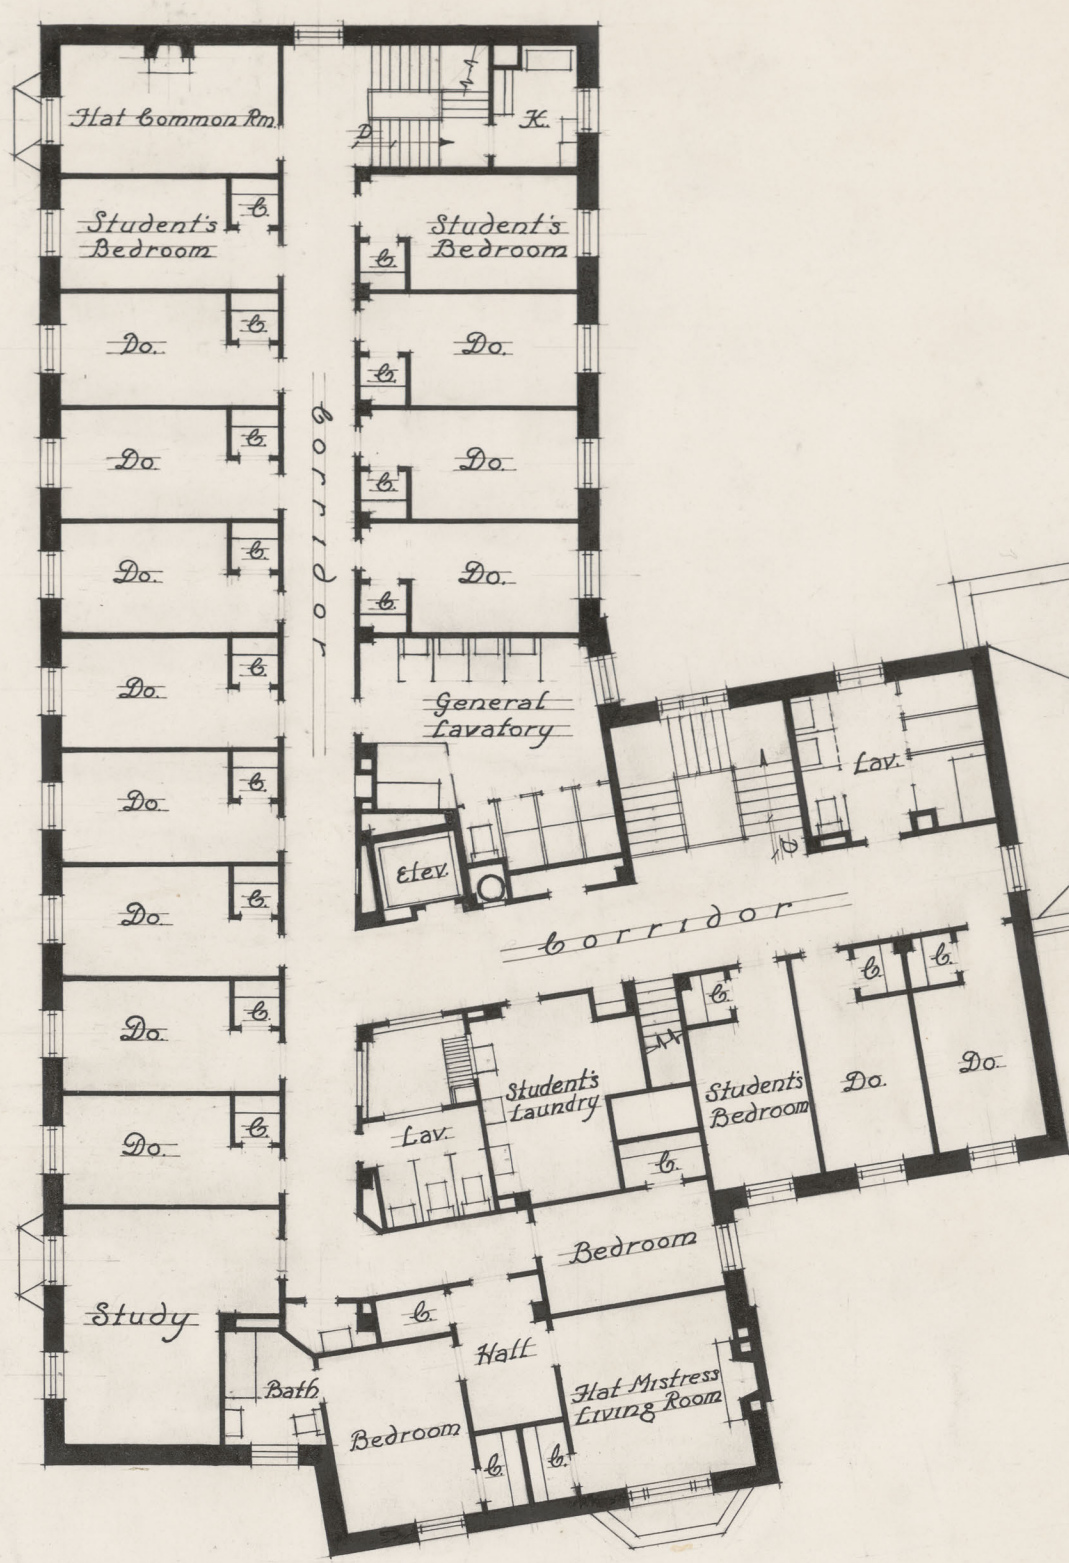 Flat Common Rm.
D
K.
Student's
Bedroom
C.
Student's
Bedroom
C.
Do.
C.
Do.
C.
Do
C.
Do.
C.
Do.
C.
Do.
C.
Corridor
Do.
C.
General
Lavatory
Do.
C.
Lav.
Do.
C.
Elev.
Corridor
C.
C.
C.
Do.
C.
Do.
Do.
Student's
Bedroom
Student's
Laundry
Do.
C.
Lav.
C.
Bedroom
Study
C.
Hall
Bath
Flat Mistress
Living Room
Bedroom
C.
C.